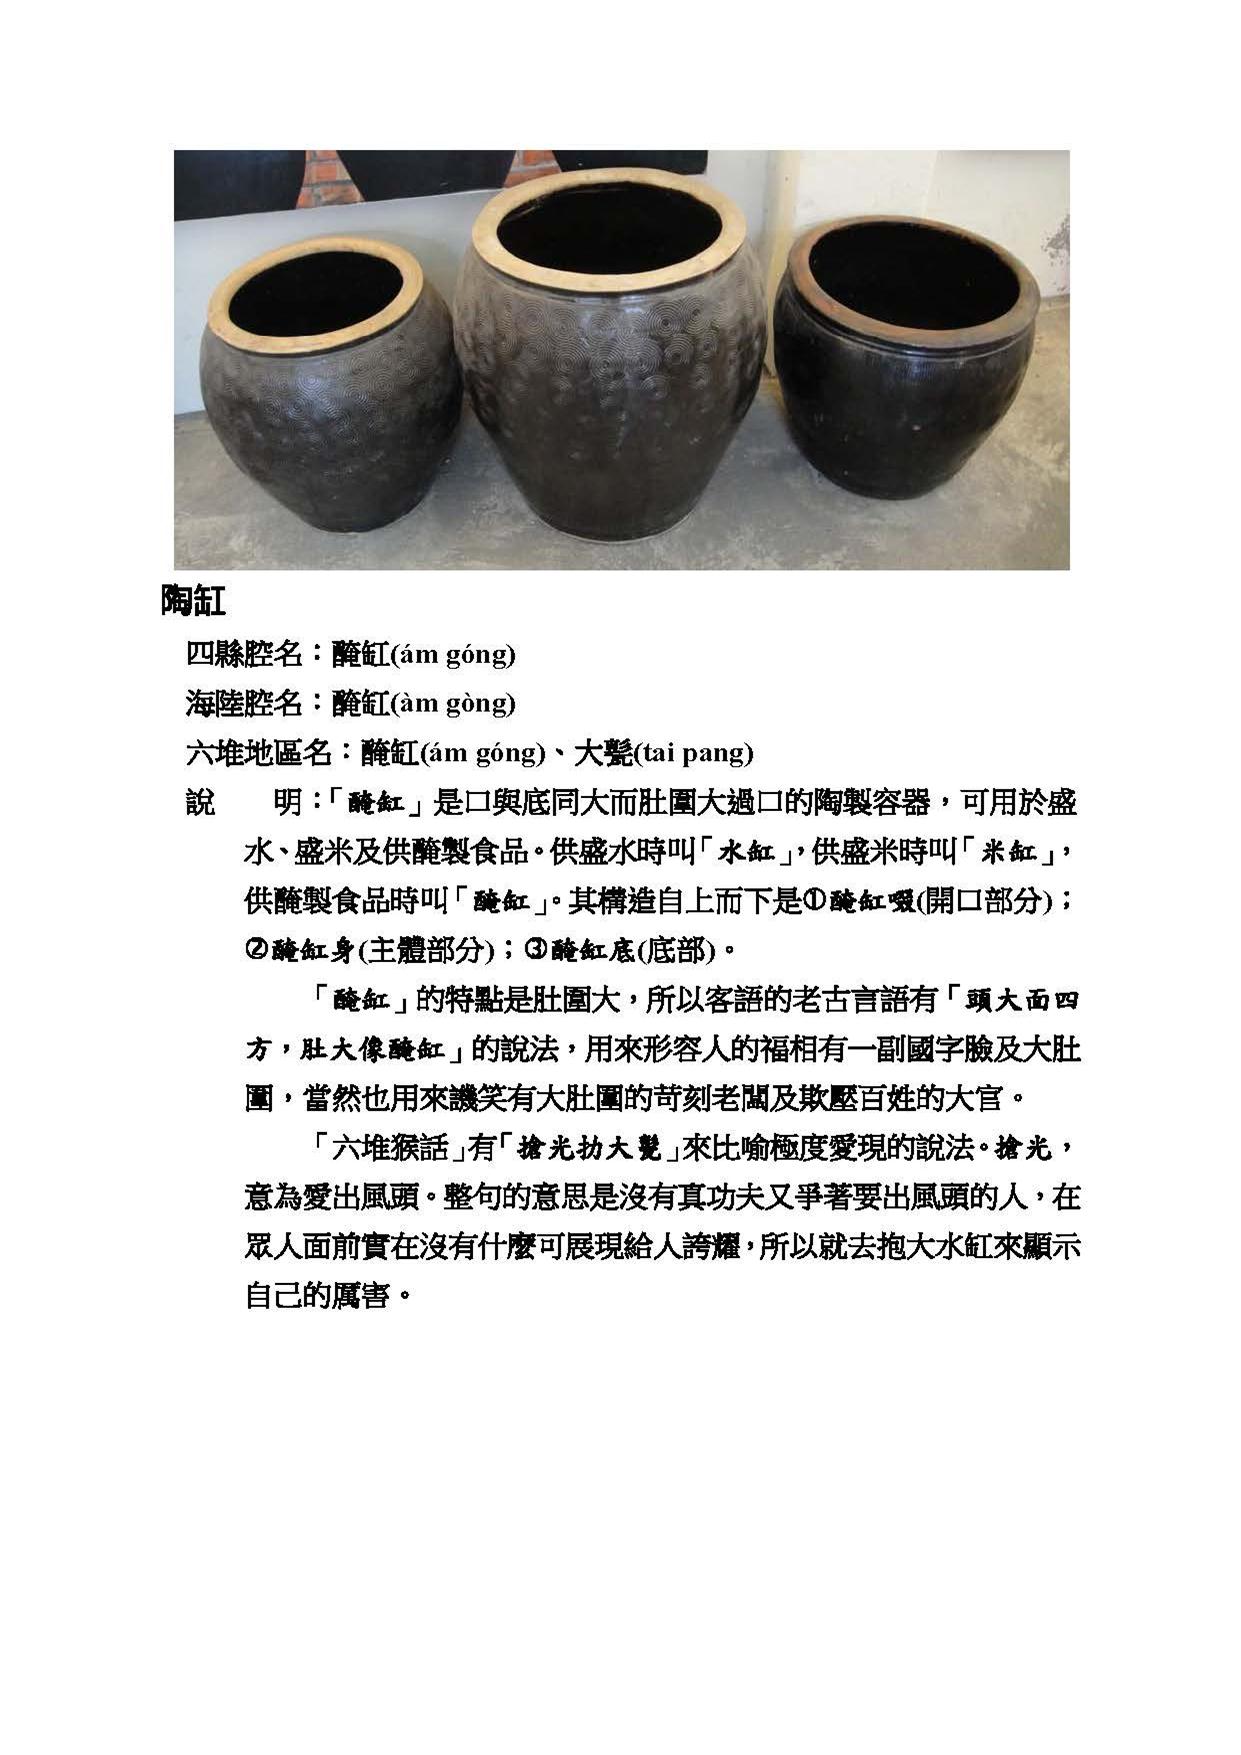 陶缸
四縣腔名：醃缸(ám góng)
海陸腔名：醃缸(àm gòng)
六堆地區名：醃缸(ám góng)、大甏(tai pang)
說　　明：「醃缸」是口與底同大而肚圍大過口的陶製容器，可用於盛
水、盛米及供醃製食品。供盛水時叫「水缸」，供盛米時叫「米缸」，
供醃製食品時叫「醃缸」。其構造自上而下是①醃缸啜(開口部分)；
②醃缸身(主體部分)；③醃缸底(底部)。
「醃缸」的特點是肚圍大，所以客語的老古言語有「頭大面四
方，肚大像醃缸」的說法，用來形容人的福相有一副國字臉及大肚
圍，當然也用來譏笑有大肚圍的苛刻老闆及欺壓百姓的大官。
「六堆猴話」有「搶光扐大甏」來比喻極度愛現的說法。搶光，
意為愛出風頭。整句的意思是沒有真功夫又爭著要出風頭的人，在
眾人面前實在沒有什麼可展現給人誇耀，所以就去抱大水缸來顯示
自己的厲害。